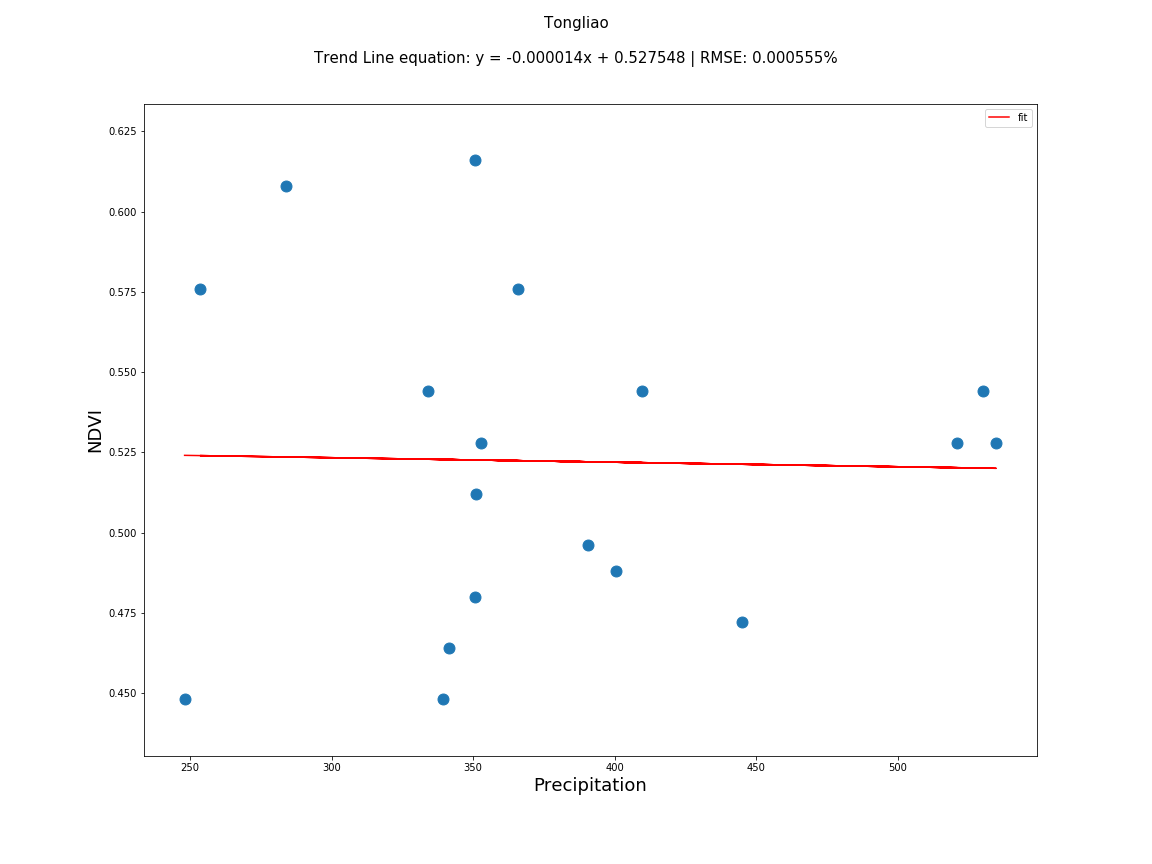 Tongliao
Trend Line equation: y = -0.000014x + 0.527548 | RMSE: 0.000555%
fit
0.625
0.600
0.575
0.550
0.525
0.500
0.475
0.450
NDVI
250 300 350 400 450 500
Precipitation